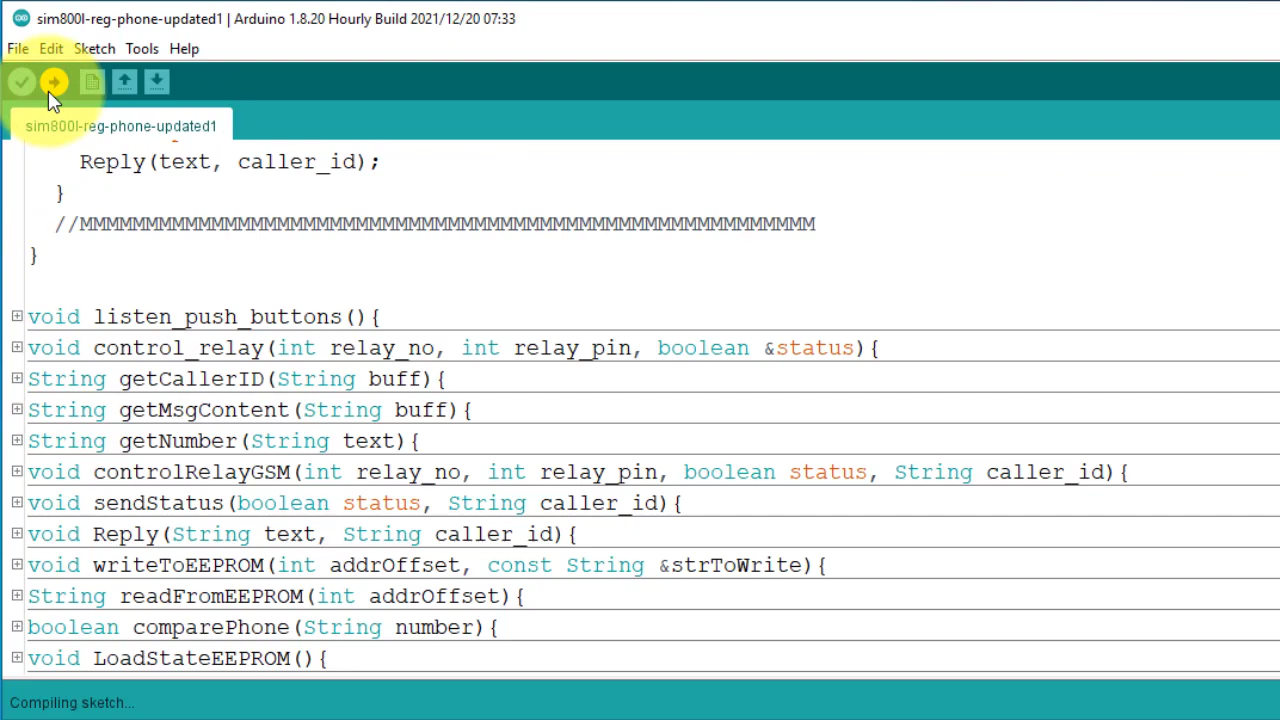 sim800l-reg-phone-updated1 | Arduino 1.8.20 Hourly Build 2021/12/20 07:33
File Edit Sketch Tools Help
sim800l-reg-phone-updated1
Reply(text, caller_id);
}
//MMMMMMMMMMMMMMMMMMMMMMMMMMMMMMMMMMMMMMMMMMMMMMMMMMMMMMMM
}
void listen_push_buttons(){
void control_relay(int relay_no, int relay_pin, boolean &status){
String getCallerID(String buff){
String getMsgContent(String buff){
String getNumber(String text){
void controlRelayGSM(int relay_no, int relay_pin, boolean status, String caller_id){
void sendStatus(boolean status, String caller_id){
void Reply(String text, String caller_id){
void writeToEEPROM(int addrOffset, const String &strToWrite){
String readFromEEPROM(int addrOffset){
boolean comparePhone(String number){
void LoadStateEEPROM(){
Compiling sketch...